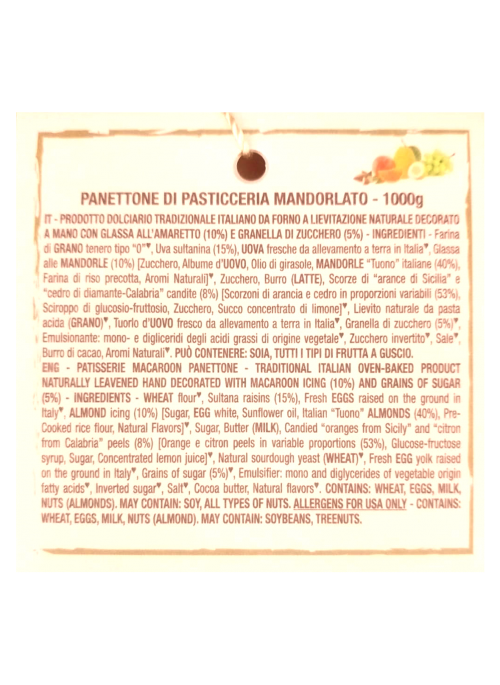 PANETTONE DI PASTICCERIA MANDORLATO - 1000g
IT - PRODOTTO DOLCIARIO TRADIZIONALE ITALIANO DA FORNO A LIEVITAZIONE NATURALE DECORATO
A MANO CON GLASSA ALL'AMARETTO (10%) E GRANELLA DI ZUCCHERO (5%) - INGREDIENTI - Farina
di GRANO tenero tipo "0"♥, Uva sultanina (15%), UOVA fresche da allevamento a terra in Italia♥, Glassa
alle MANDORLE (10%) [Zucchero, Albume d'UOVO, Olio di girasole, MANDORLE "Tuono" italiane (40%),
Farina di riso precotta, Aromi Naturali]♥, Zucchero, Burro (LATTE), Scorze di "arance di Sicilia" e
"cedro di diamante-Calabria" candite (8%) [Scorzoni di arancia e cedro in proporzioni variabili (53%),
Sciroppo di glucosio-fruttosio, Zucchero, Succo concentrato di limone]♥, Lievito naturale da pasta
acida (GRANO)♥, Tuorlo d'UOVO fresco da allevamento a terra in Italia♥, Granella di zucchero (5%)♥,
Emulsionante: mono- e digliceridi degli acidi grassi di origine vegetale♥, Zucchero invertito♥, Sale♥,
Burro di cacao, Aromi Naturali♥. PUÒ CONTENERE: SOIA, TUTTI I TIPI DI FRUTTA A GUSCIO.
ENG - PATISSERIE MACAROON PANETTONE - TRADITIONAL ITALIAN OVEN-BAKED PRODUCT
NATURALLY LEAVENED HAND DECORATED WITH MACAROON ICING (10%) AND GRAINS OF SUGAR
(5%) - INGREDIENTS - WHEAT flour♥, Sultana raisins (15%), Fresh EGGS raised on the ground in
Italy♥, ALMOND icing (10%) [Sugar, EGG white, Sunflower oil, Italian "Tuono" ALMONDS (40%), Pre-
Cooked rice flour, Natural Flavors]♥, Sugar, Butter (MILK), Candied "oranges from Sicily" and "citron
from Calabria" peels (8%) [Orange e citron peels in variable proportions (53%), Glucose-fructose
syrup, Sugar, Concentrated lemon juice]♥, Natural sourdough yeast (WHEAT)♥, Fresh EGG yolk raised
on the ground in Italy♥, Grains of sugar (5%)♥, Emulsifier: mono and diglycerides of vegetable origin
fatty acids♥, Inverted sugar♥, Salt♥, Cocoa butter, Natural flavors♥. CONTAINS: WHEAT, EGGS, MILK,
NUTS (ALMONDS). MAY CONTAIN: SOY, ALL TYPES OF NUTS. ALLERGENS FOR USA ONLY - CONTAINS:
WHEAT, EGGS, MILK, NUTS (ALMOND). MAY CONTAIN: SOYBEANS, TREENUTS.